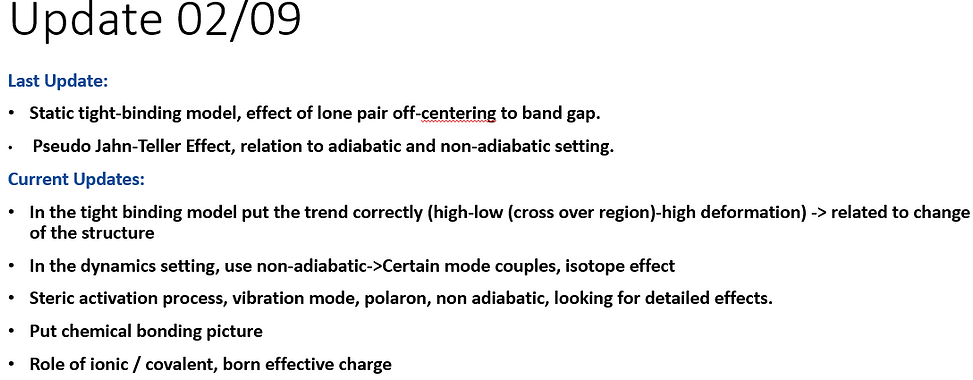 Update 02/09
Last Update:
• Static tight-binding model, effect of lone pair off-centering to band gap.
• Pseudo Jahn-Teller Effect, relation to adiabatic and non-adiabatic setting.
Current Updates:
• In the tight binding model put the trend correctly (high-low (cross over region)-high deformation) -> related to change
of the structure
• In the dynamics setting, use non-adiabatic->Certain mode couples, isotope effect
• Steric activation process, vibration mode, polaron, non adiabatic, looking for detailed effects.
• Put chemical bonding picture
• Role of ionic / covalent, born effective charge